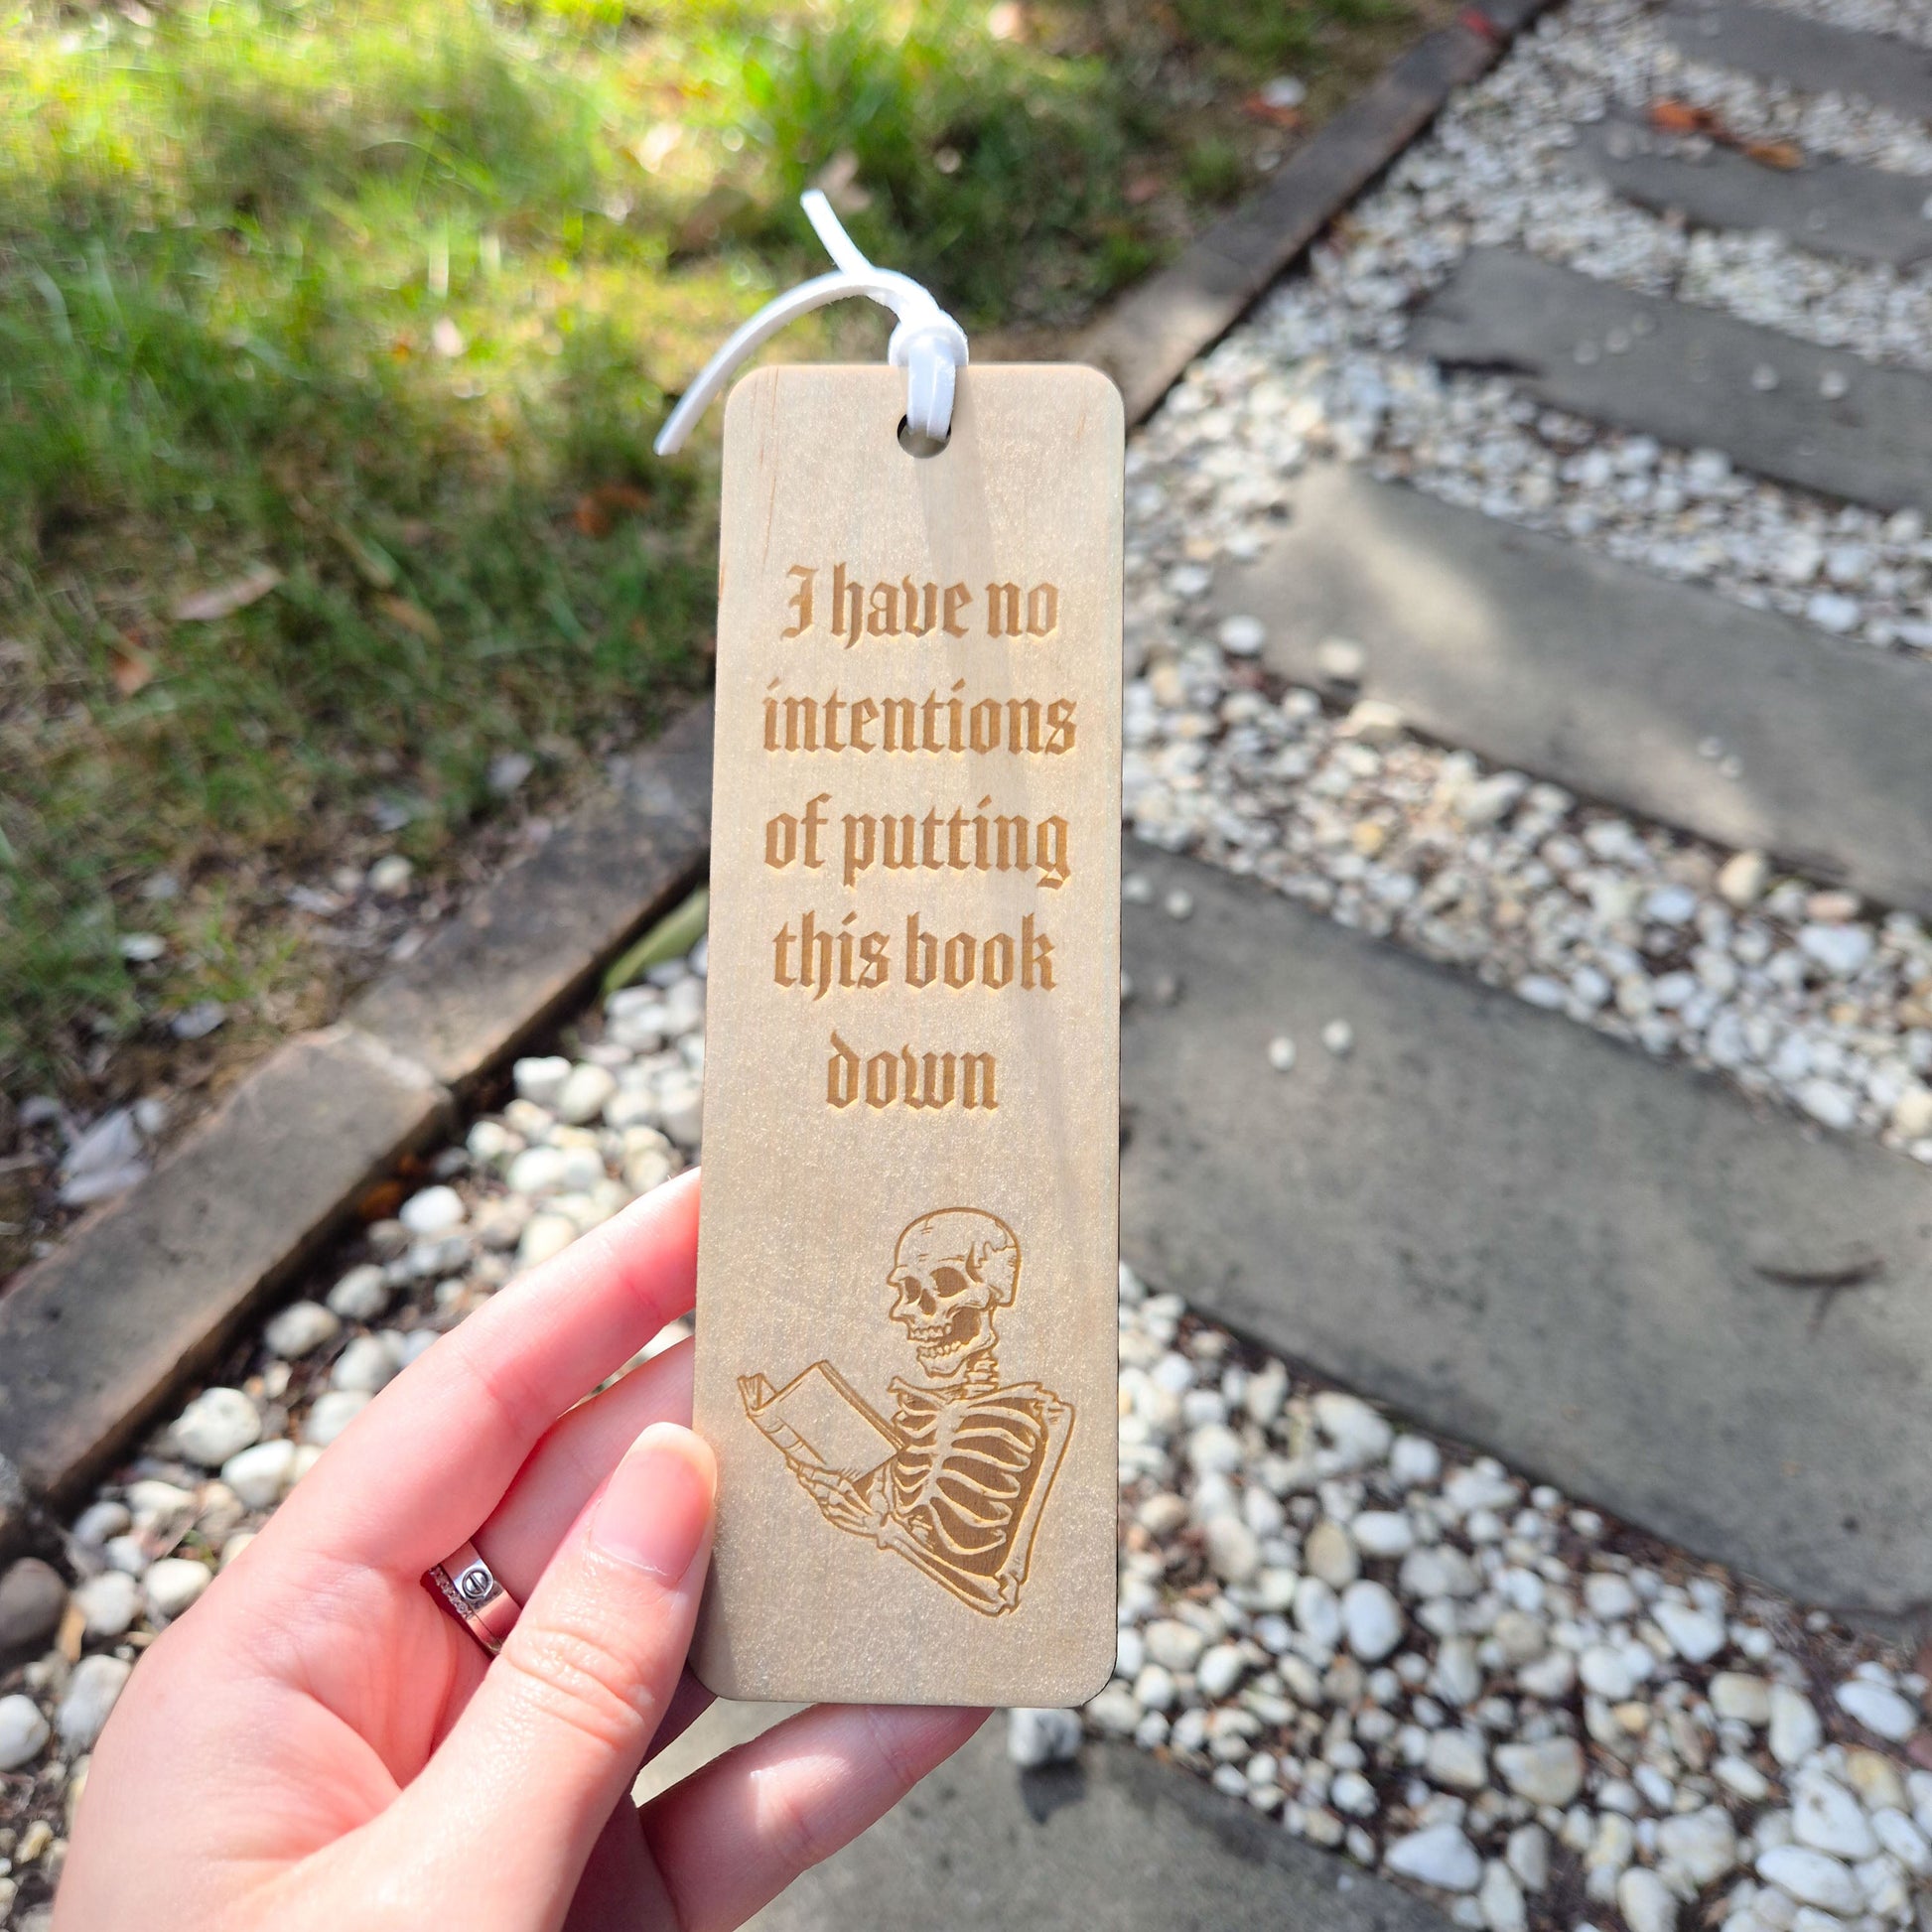 I have no
intentions
of putting
this book
down